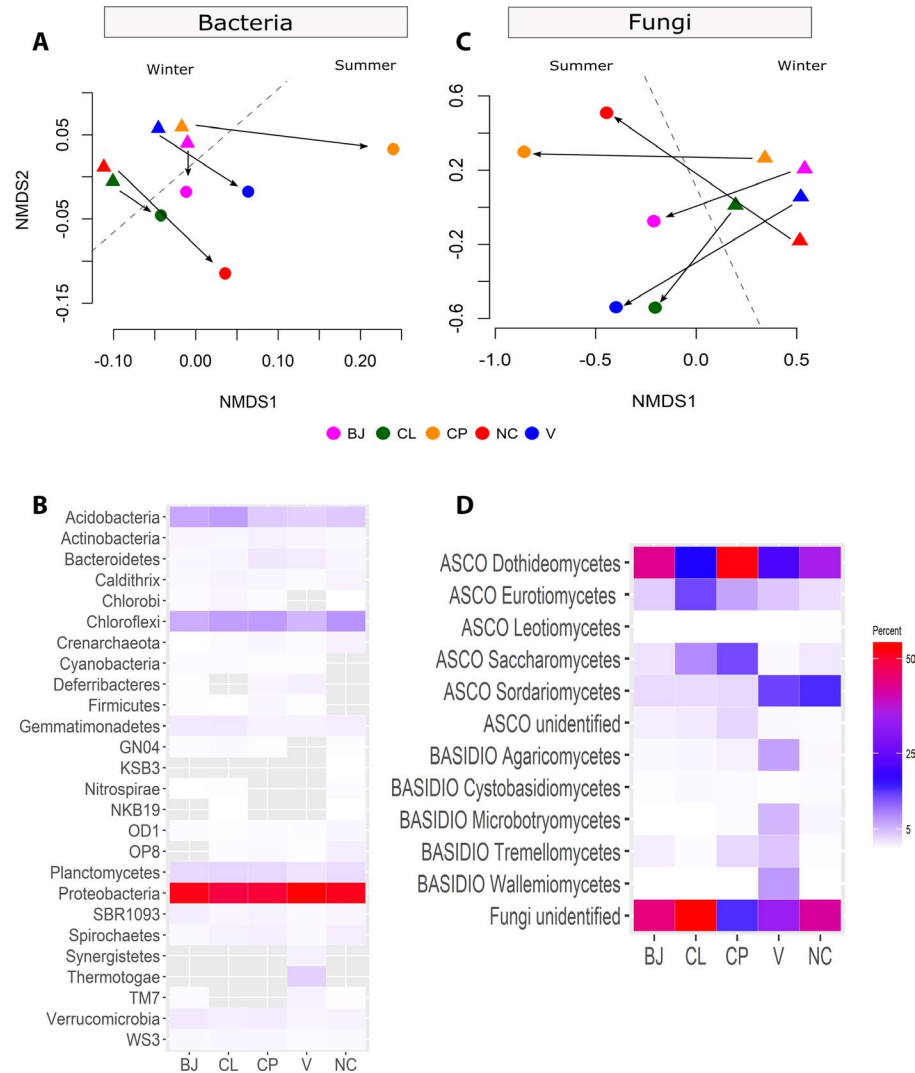 Bacteria
Fungi
A
C
Winter
Summer
Summer
Winter
NMDS2
0.05
-0.05
-0.15
0.6
0.2
-0.2
-0.6
-0.10
0.00
0.10
0.20
-1.0
-0.5
0.0
0.5
NMDS1
NMDS1
BJ CL CP NC V
B
Acidobacteria
Actinobacteria
Bacteroidetes
Caldithrix
Chlorobi
Chloroflexi
Crenarchaeota
Cyanobacteria
Deferribacteres
Firmicutes
Gemmatimonadetes
GN04
KSB3
Nitrospirae
NKB19
OD1
OP8
Planctomycetes
Proteobacteria
SBR1093
Spirochaetes
Synergistetes
Thermotogae
TM7
Verrucomicrobia
WS3
BJ CL CP V NC
D
ASCO Dothideomycetes
ASCO Eurotiomycetes
ASCO Leotiomycetes
ASCO Saccharomycetes
ASCO Sordariomycetes
ASCO unidentified
BASIDIO Agaricomycetes
BASIDIO Cystobasidiomycetes
BASIDIO Microbotryomycetes
BASIDIO Tremellomycetes
BASIDIO Wallemiomycetes
Fungi unidentified
BJ CL CP V NC
Percent
50
25
5